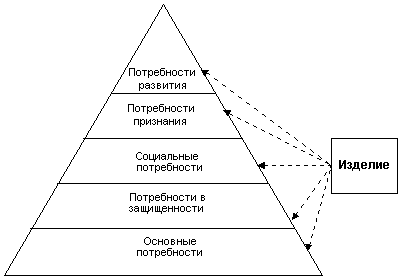 Потребности
развития
Потребности
признания
Социальные
потребности
Изделие
Потребности в
защищенности
Основные
потребности